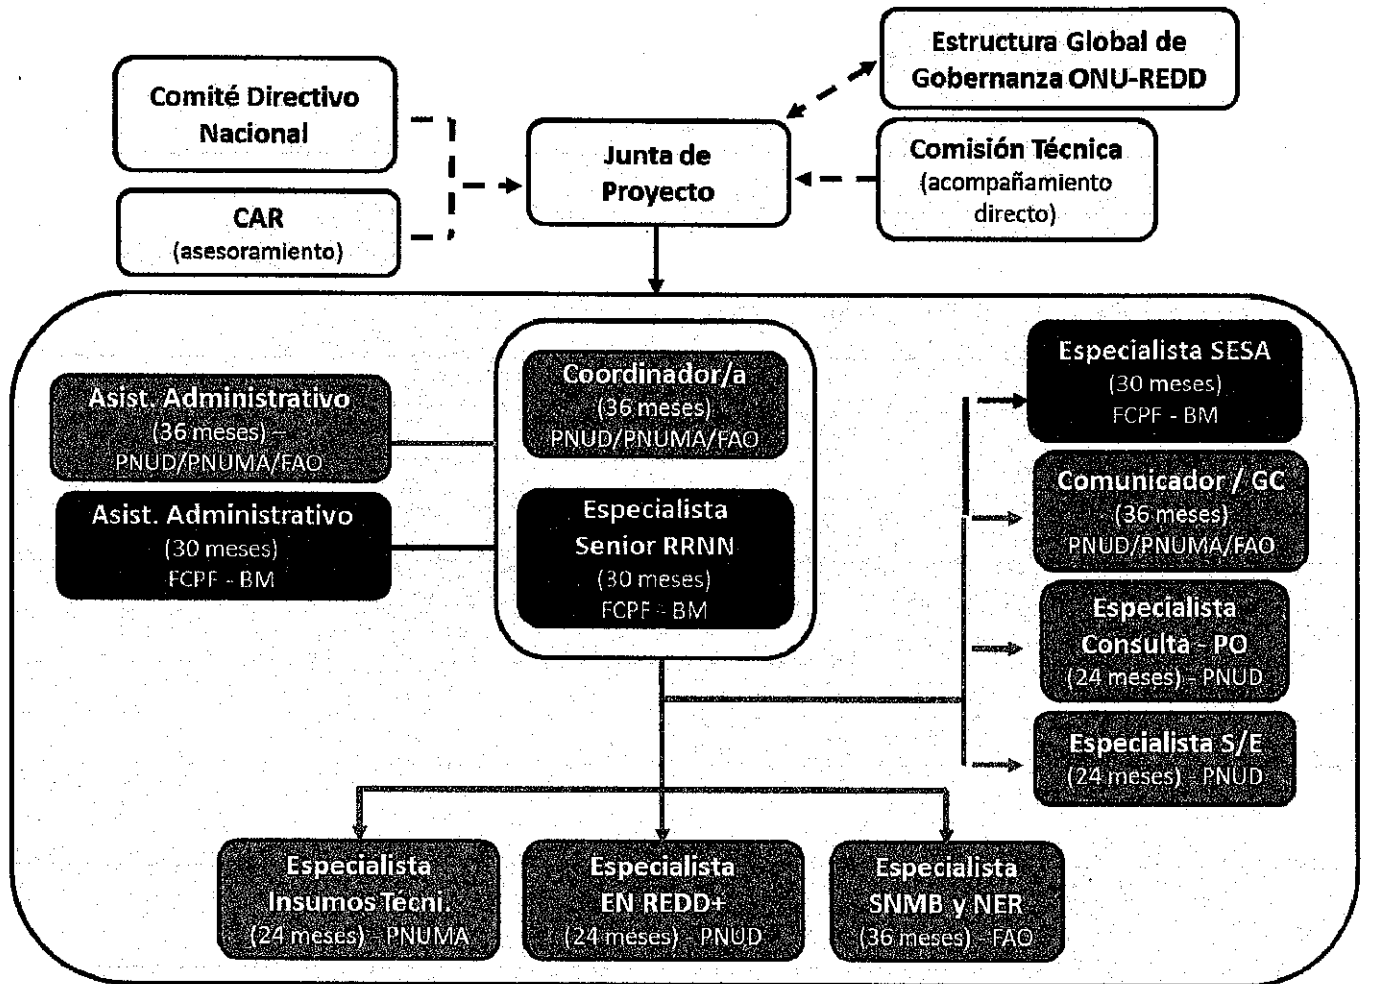 Estructura Global de
Gobernanza ONU-REDD
Comité Directivo
Nacional
Junta de
Proyecto
Comisión Técnica
(acompañamiento
directo)
CAR
(asesoramiento)
Asist. Administrativo
(36 meses) –
PNUD/PNUMA/FAO
Asist. Administrativo
(30 meses)
FCPF - BM
Coordinador/a
(36 meses)
PNUD/PNUMA/FAO
Especialista
Senior RRNN
(30 meses)
FCPF - BM
Especialista SESA
(30 meses)
FCPF - BM
Comunicador / GC
(36 meses)
PNUD/PNUMA/FAO
Especialista
Consulta - PO
(24 meses) - PNUD
Especialista S/E
(24 meses) - PNUD
Especialista
Insumos Técni.
(24 meses) - PNUMA
Especialista
EN REDD+
(24 meses) - PNUD
Especialista
SNMB y NER
(36 meses) - FAO